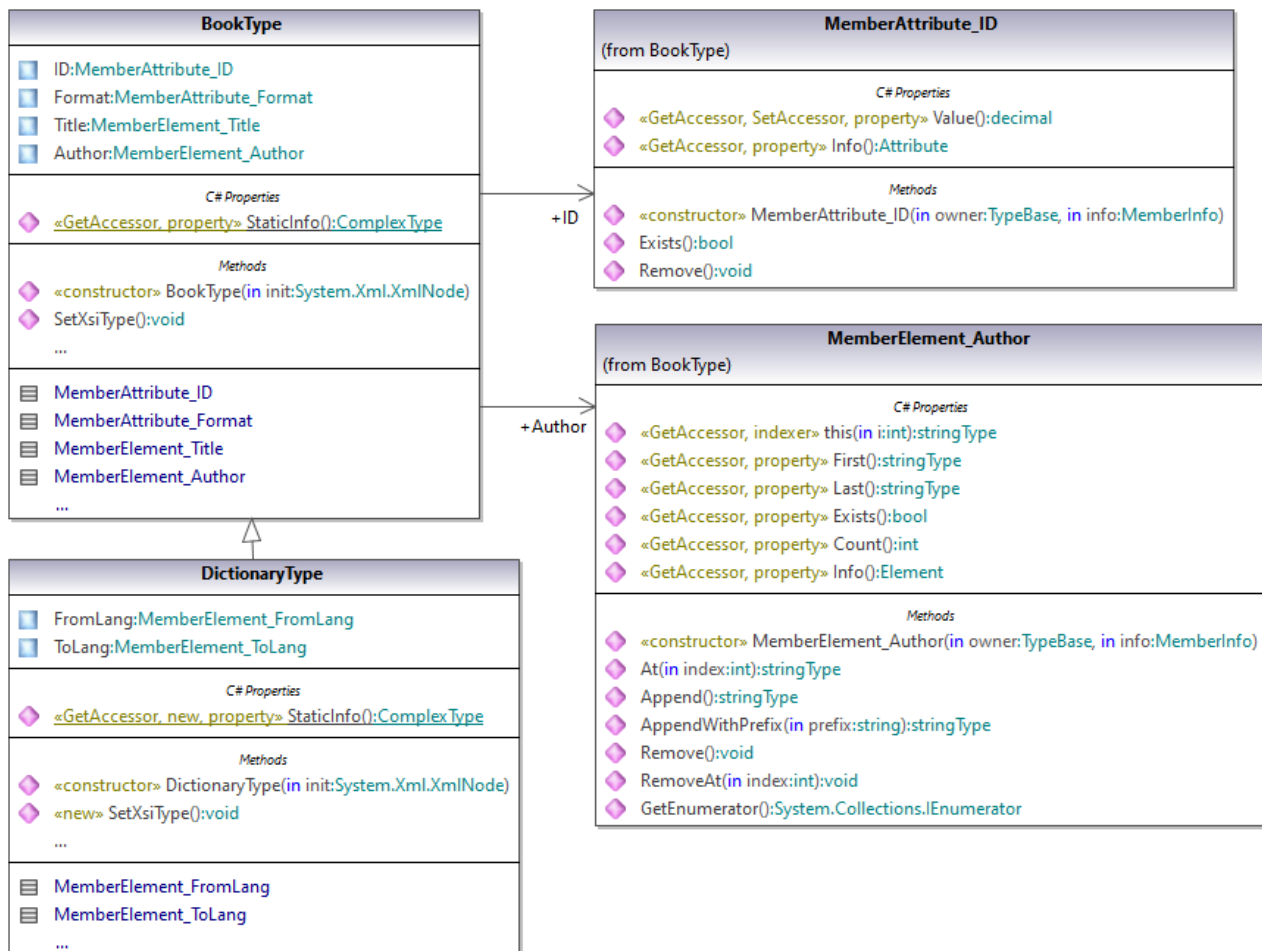 BookType
ID:MemberAttribute_ID
Format:MemberAttribute_Format
Title:MemberElement_Title
Author:MemberElement_Author
C# Properties
«GetAccessor, property» StaticInfo():ComplexType
Methods
«constructor» BookType(in init:System.Xml.XmlNode)
SetXsiType():void
...
MemberAttribute_ID
MemberAttribute_Format
MemberElement_Title
MemberElement_Author
...
+ID
+Author
MemberAttribute_ID
(from BookType)
C# Properties
«GetAccessor, SetAccessor, property» Value():decimal
«GetAccessor, property» Info():Attribute
Methods
«constructor» MemberAttribute_ID(in owner:TypeBase, in info:MemberInfo)
Exists():bool
Remove():void
MemberElement_Author
(from BookType)
C# Properties
«GetAccessor, indexer» this(in i:int):stringType
«GetAccessor, property» First():stringType
«GetAccessor, property» Last():stringType
«GetAccessor, property» Exists():bool
«GetAccessor, property» Count():int
«GetAccessor, property» Info():Element
Methods
«constructor» MemberElement_Author(in owner:TypeBase, in info:MemberInfo)
At(in index:int):stringType
Append():stringType
AppendWithPrefix(in prefix:string):stringType
Remove():void
RemoveAt(in index:int):void
GetEnumerator():System.Collections.IEnumerator
DictionaryType
FromLang:MemberElement_FromLang
ToLang:MemberElement_ToLang
C# Properties
«GetAccessor, new, property» StaticInfo():ComplexType
Methods
«constructor» DictionaryType(in init:System.Xml.XmlNode)
«new» SetXsiType():void
...
MemberElement_FromLang
MemberElement_ToLang
...